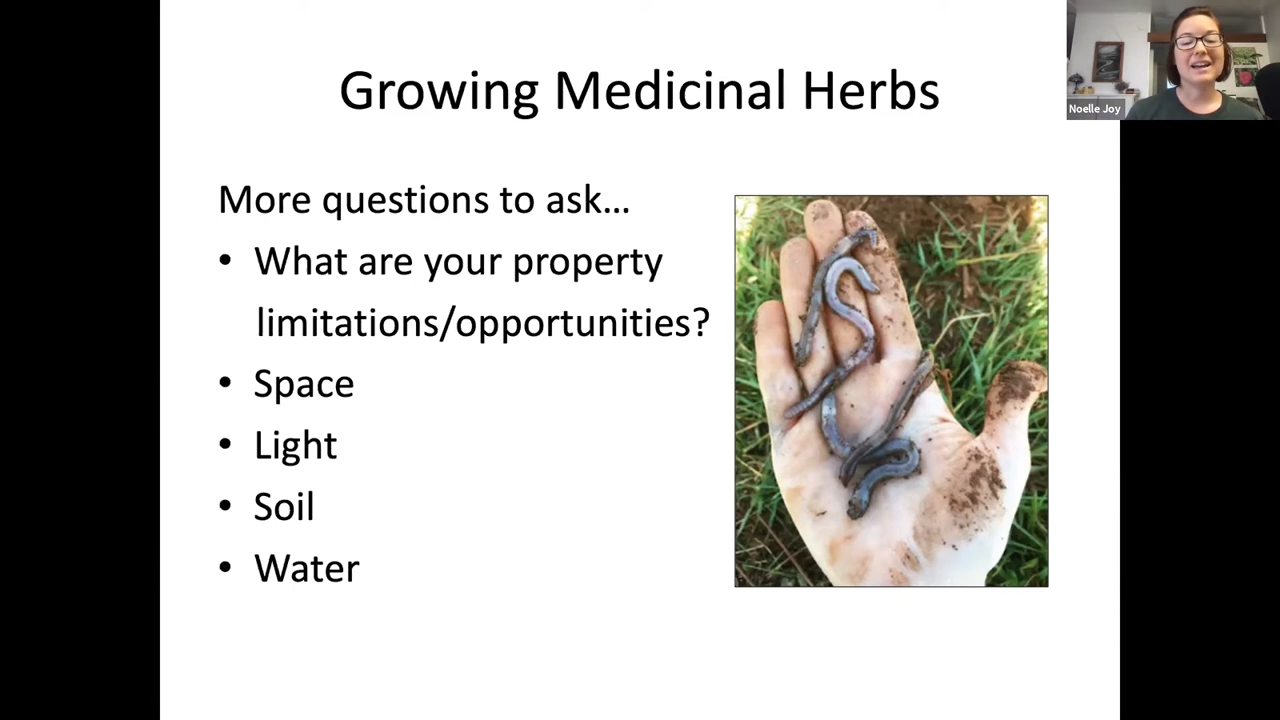 Growing Medicinal Herbs
Noelle Joy
More questions to ask…
• What are your property
limitations/opportunities?
• Space
• Light
• Soil
• Water